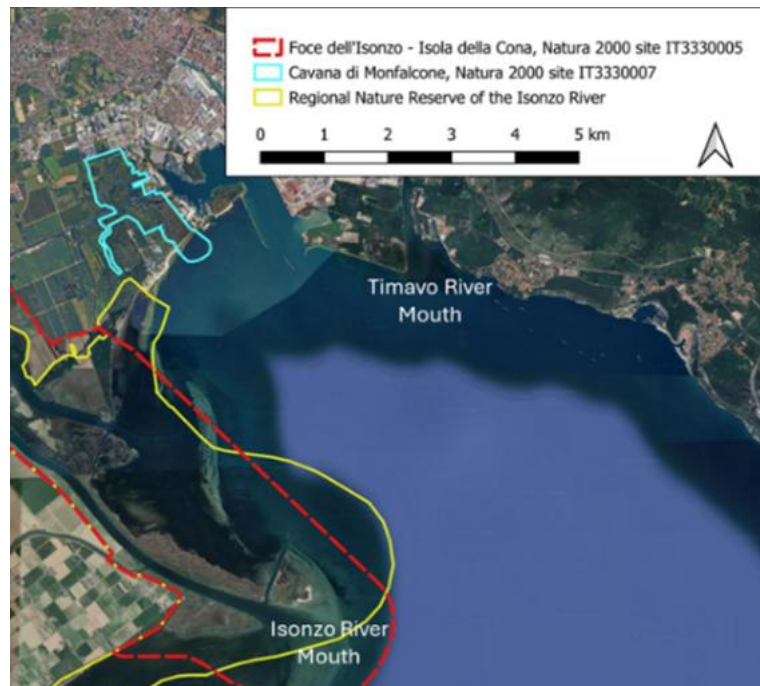 Foce dell'Isonzo - Isola della Cona, Natura 2000 site IT3330005
Cavana di Monfalcone, Natura 2000 site IT3330007
Regional Nature Reserve of the Isonzo River
0 1 2 3 4 5 km
Timavo River
Mouth
Isonzo River
Mouth